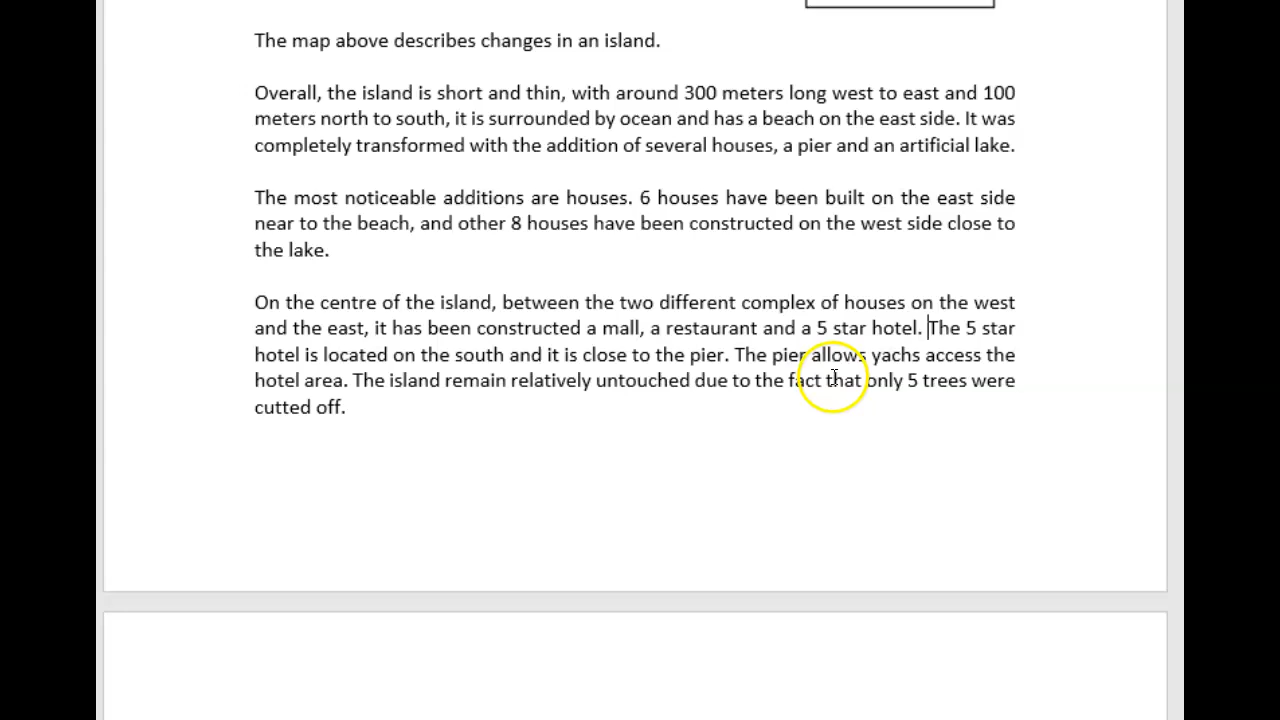 The map above describes changes in an island.
Overall, the island is short and thin, with around 300 meters long west to east and 100
meters north to south, it is surrounded by ocean and has a beach on the east side. It was
completely transformed with the addition of several houses, a pier and an artificial lake.
The most noticeable additions are houses. 6 houses have been built on the east side
near to the beach, and other 8 houses have been constructed on the west side close to
the lake.
On the centre of the island, between the two different complex of houses on the west
and the east, it has been constructed a mall, a restaurant and a 5 star hotel. The 5 star
hotel is located on the south and it is close to the pier. The pier allows yachs access the
hotel area. The island remain relatively untouched due to the fact that only 5 trees were
cutted off.